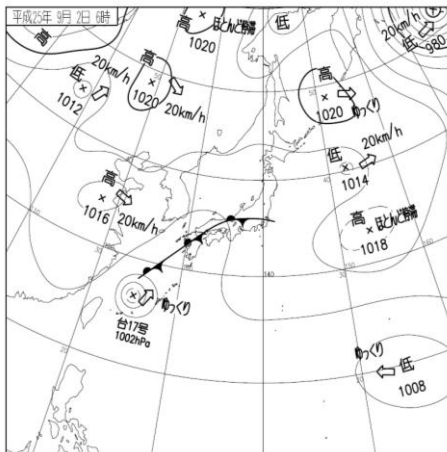 平成25年 9月 2日 6時
高
高
1020
ほとんど停滞
低
低
20km/h
980
低
1012
20km/h
高
1020
20km/h
高
1020
ゆっくり
低
1014
20km/h
高
1016
20km/h
高
ほとんど停滞
1018
140
ゆっくり
台17号
1002hPa
ゆっくり
低
1008